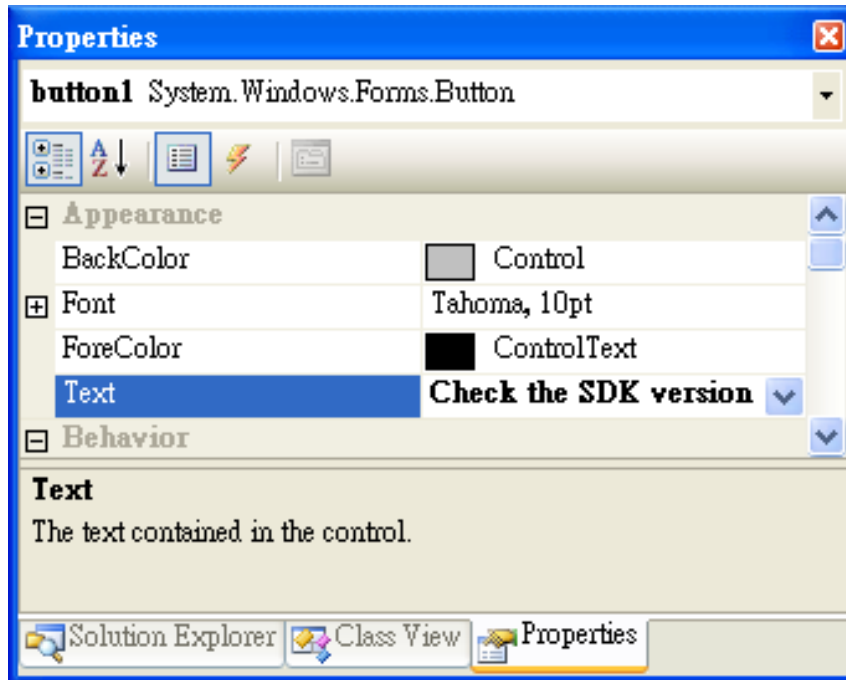 Properties
button1 System.Windows.Forms.Button
A Z
Appearance
BackColor Control
Font Tahoma, 10pt
ForeColor ControlText
Text Check the SDK version
Behavior
Text
The text contained in the control.
Solution Explorer Class View Properties